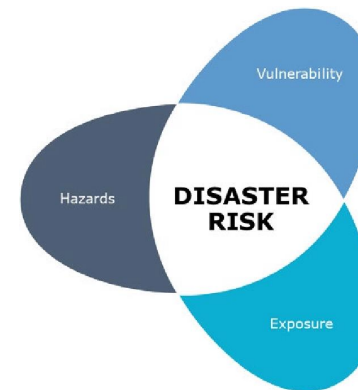 Vulnerability
Hazards
DISASTER
RISK
Exposure